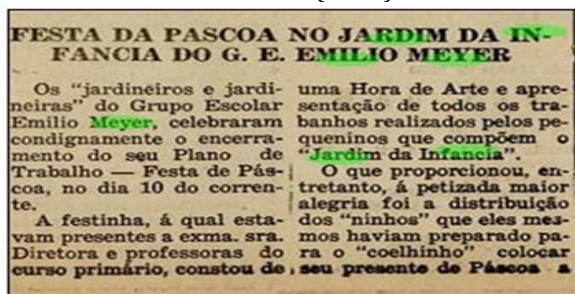 FESTA DA PASCOA NO JARDIM DA IN-
FANCIA DO G. E. EMILIO MEYER
Os "jardineiros e jardi-
neiras" do Grupo Escolar
Emilio Meyer, celebraram
condignamente o encerra-
mento do seu Plano de
Trabalho — Festa de Pás-
coa, no dia 10 do corren-
te.
A festinha, á qual esta-
vam presentes a exma. sra.
Diretora e professoras do
curso primário, constou de
uma Hora de Arte e apre-
sentação de todos os tra-
banhos realizados pelos pe-
queninos que compõem o
"Jardim da Infancia".
O que proporcionou, en-
tretanto, á petizada maior
alegria foi a distribuição
dos "ninhos" que eles mes-
mos haviam preparado pa-
ra o "coelhinho" colocar
seu presente de Páscoa a